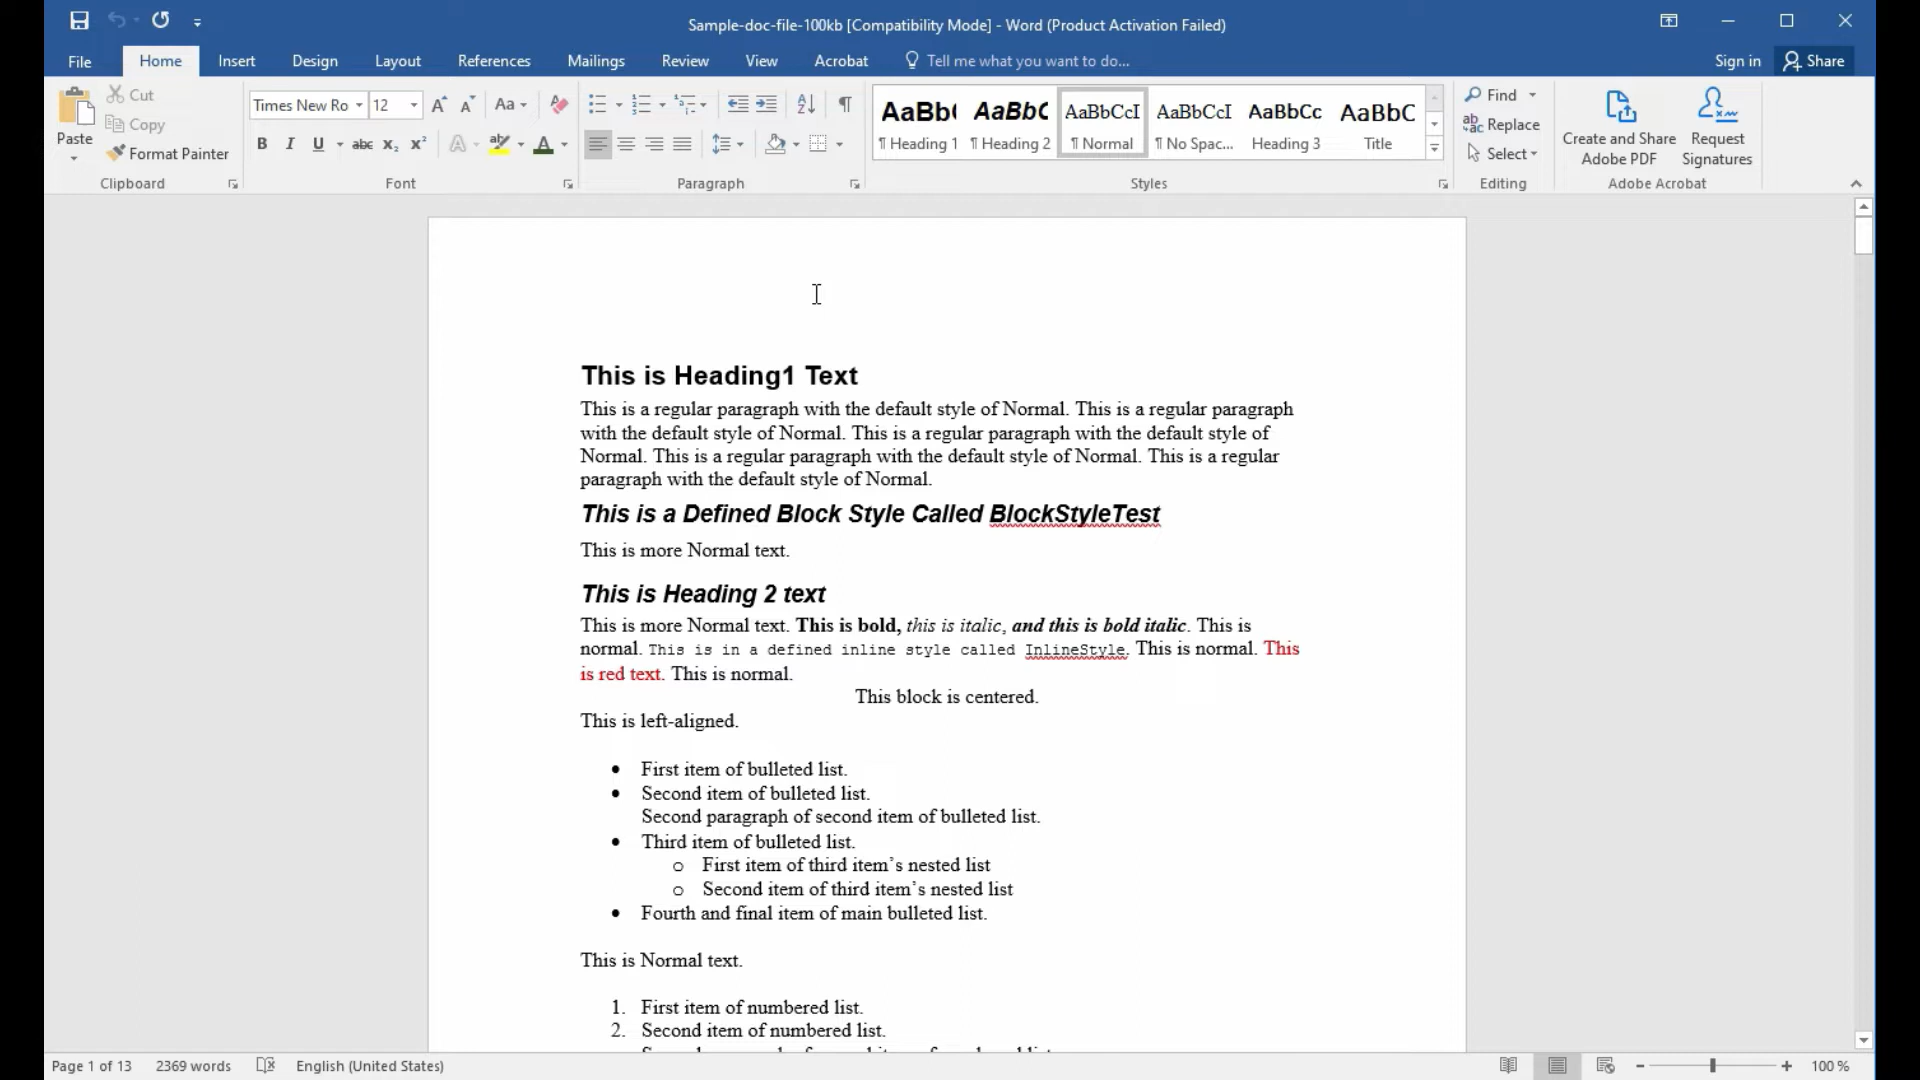 Sample-doc-file-100kb [Compatibility Mode] - Word (Product Activation Failed)
File Home Insert Design Layout References Mailings Review View Acrobat Tell me what you want to do... Sign in Share
Paste
Cut
Copy
Format Painter
Clipboard
Times New Ro 12
Font
Paragraph
AaBb( AaBbC AaBbCcI AaBbCcI AaBbCc AaBbC
¶ Heading 1 ¶ Heading 2 ¶ Normal ¶ No Spac... Heading 3 Title
Styles
Find
Replace
Select
Editing
Create and Share
Adobe PDF
Request
Signatures
Adobe Acrobat
This is Heading1 Text
This is a regular paragraph with the default style of Normal. This is a regular paragraph
with the default style of Normal. This is a regular paragraph with the default style of
Normal. This is a regular paragraph with the default style of Normal. This is a regular
paragraph with the default style of Normal.
This is a Defined Block Style Called BlockStyleTest
This is more Normal text.
This is Heading 2 text
This is more Normal text. This is bold, this is italic, and this is bold italic. This is
normal. This is in a defined inline style called InlineStyle. This is normal. This
is red text. This is normal.
This block is centered.
This is left-aligned.
• First item of bulleted list.
• Second item of bulleted list.
Second paragraph of second item of bulleted list.
• Third item of bulleted list.
o First item of third item's nested list
o Second item of third item's nested list
• Fourth and final item of main bulleted list.
This is Normal text.
1. First item of numbered list.
2. Second item of numbered list.
Page 1 of 13 2369 words English (United States) 100 %